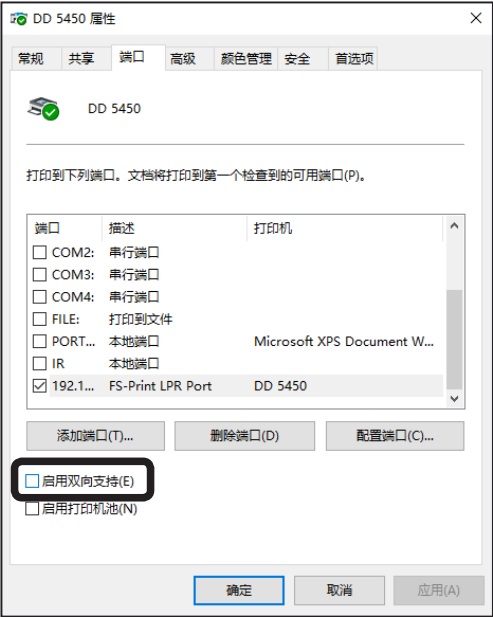 DD 5450 属性
常规 共享 端口 高级 颜色管理 安全 首选项
DD 5450
打印到下列端口。文档将打印到第一个检查到的可用端口(P)。
端口 描述 打印机
COM2: 串行端口
COM3: 串行端口
COM4: 串行端口
FILE: 打印到文件
PORT... 本地端口 Microsoft XPS Document W...
IR 本地端口
192.1... FS-Print LPR Port DD 5450
添加端口(T)... 删除端口(D) 配置端口(C)...
启用双向支持(E)
启用打印机池(N)
确定 取消 应用(A)